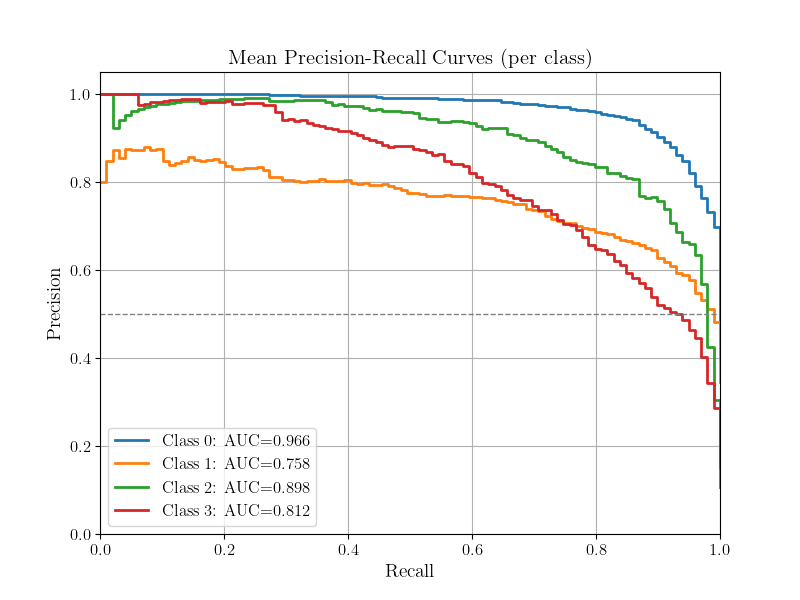 Mean Precision-Recall Curves (per class)
1.0
0.8
0.6
0.4
0.2
0.0
Precision
Class 0: AUC=0.966
Class 1: AUC=0.758
Class 2: AUC=0.898
Class 3: AUC=0.812
0.0 0.2 0.4 0.6 0.8 1.0
Recall